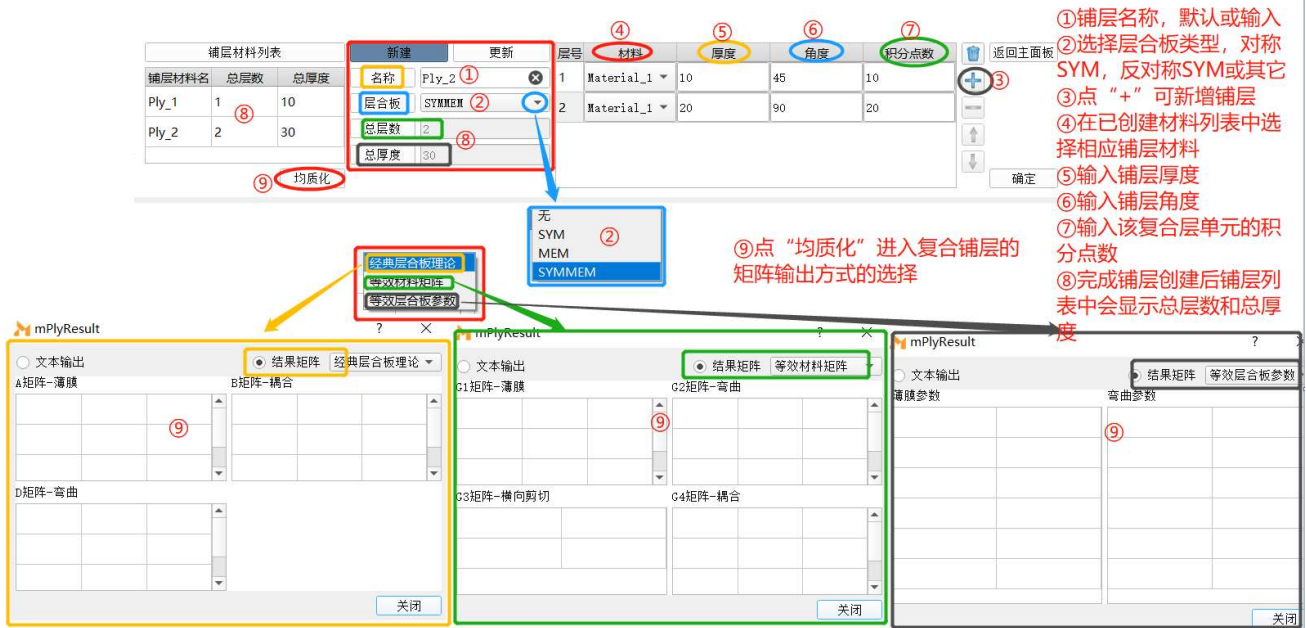 铺层材料列表
铺层材料名 总层数 总厚度
Ply_1 1 10
Ply_2 2 30
⑧
⑨ 均质化
新建 更新
名称 Ply_2 ①
层合板 SYMMEM ②
总层数 2
⑧
总厚度 30
④ ⑤ ⑥ ⑦
层号 材料 厚度 角度 积分点数
1 Material_1 10 45 10
2 Material_1 20 90 20
返回主面板
③
确定
①铺层名称，默认或输入
②选择层合板类型，对称
SYM，反对称SYM或其它
③点“+”可新增铺层
④在已创建材料列表中选
择相应铺层材料
⑤输入铺层厚度
⑥输入铺层角度
⑦输入该复合层单元的积
分点数
⑧完成铺层创建后铺层列
表中会显示总层数和总厚
度
无
SYM
MEM
SYMMEM
②
⑨点“均质化”进入复合铺层的
矩阵输出方式的选择
经典层合板理论
等效材料矩阵
等效层合板参数
mPlyResult ? ×
文本输出 结果矩阵 经典层合板理论
A矩阵-薄膜 B矩阵-耦合
⑨
D矩阵-弯曲
关闭
mPlyResult ? ×
文本输出 结果矩阵 等效材料矩阵
G1矩阵-薄膜 G2矩阵-弯曲
⑨
G3矩阵-横向剪切 G4矩阵-耦合
关闭
mPlyResult ?
文本输出 结果矩阵 等效层合板参数
薄膜参数 弯曲参数
⑨
关闭